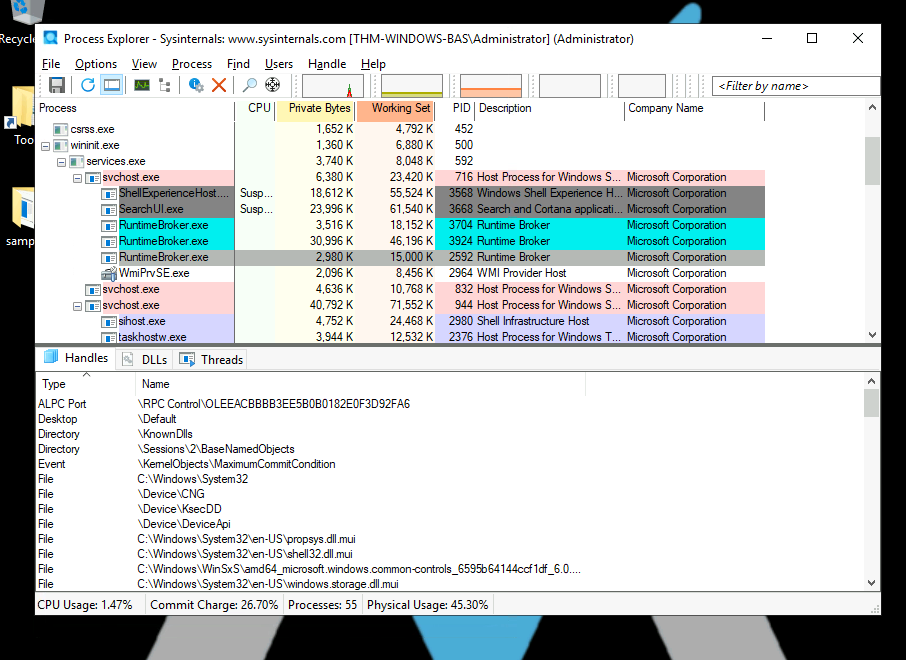 Recycle
Process Explorer - Sysinternals: www.sysinternals.com [THM-WINDOWS-BAS\Administrator] (Administrator)
File Options View Process Find Users Handle Help
<Filter by name>
Process CPU Private Bytes Working Set PID Description Company Name
csrss.exe 1,652 K 4,792 K 452
wininit.exe 1,360 K 6,880 K 500
services.exe 3,740 K 8,048 K 592
svchost.exe 6,380 K 23,420 K 716 Host Process for Windows S... Microsoft Corporation
ShellExperienceHost.... Susp... 18,612 K 55,524 K 3568 Windows Shell Experience H... Microsoft Corporation
SearchUI.exe Susp... 23,996 K 61,540 K 3668 Search and Cortana applicati... Microsoft Corporation
RuntimeBroker.exe 3,516 K 18,152 K 3704 Runtime Broker Microsoft Corporation
RuntimeBroker.exe 30,996 K 46,196 K 3924 Runtime Broker Microsoft Corporation
RuntimeBroker.exe 2,980 K 15,000 K 2592 Runtime Broker Microsoft Corporation
WmiPrvSE.exe 2,096 K 8,456 K 2964 WMI Provider Host Microsoft Corporation
svchost.exe 4,636 K 10,768 K 832 Host Process for Windows S... Microsoft Corporation
svchost.exe 40,792 K 71,552 K 944 Host Process for Windows S... Microsoft Corporation
sihost.exe 4,752 K 24,468 K 2980 Shell Infrastructure Host Microsoft Corporation
taskhostw.exe 3,944 K 12,532 K 2376 Host Process for Windows T... Microsoft Corporation
Too
samp
Handles DLLs Threads
Type Name
ALPC Port \RPC Control\OLEEACBBBB3EE5B0B0182E0F3D92FA6
Desktop \Default
Directory \KnownDlls
Directory \Sessions\2\BaseNamedObjects
Event \KernelObjects\MaximumCommitCondition
File C:\Windows\System32
File \Device\CNG
File \Device\KsecDD
File \Device\DeviceApi
File C:\Windows\System32\en-US\propsys.dll.mui
File C:\Windows\System32\en-US\shell32.dll.mui
File C:\Windows\WinSxS\amd64_microsoft.windows.common-controls_6595b64144ccf1df_6.0....
File C:\Windows\System32\en-US\windows.storage.dll.mui
CPU Usage: 1.47% Commit Charge: 26.70% Processes: 55 Physical Usage: 45.30%